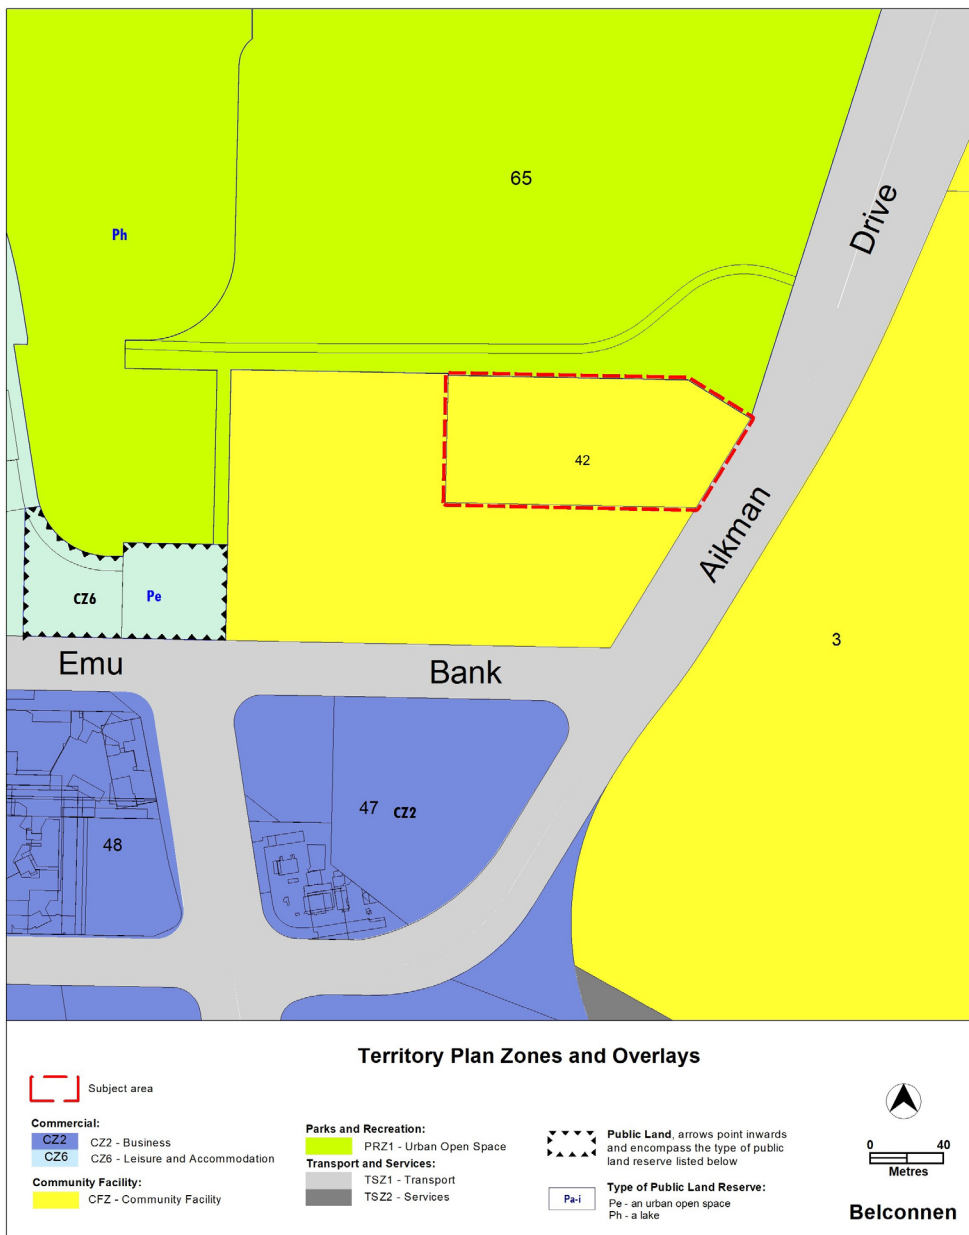 65
Ph
Drive
42
Aikman
CZ6
Pe
3
Emu
Bank
47
CZ2
48
Territory Plan Zones and Overlays
Subject area
Commercial:
CZ2
CZ2 - Business
CZ6
CZ6 - Leisure and Accommodation
Community Facility:
CFZ - Community Facility
Parks and Recreation:
PRZ1 - Urban Open Space
Transport and Services:
TSZ1 - Transport
TSZ2 - Services
Public Land, arrows point inwards
and encompass the type of public
land reserve listed below
Pa-i
Type of Public Land Reserve:
Pe - an urban open space
Ph - a lake
0 40
Metres
Belconnen